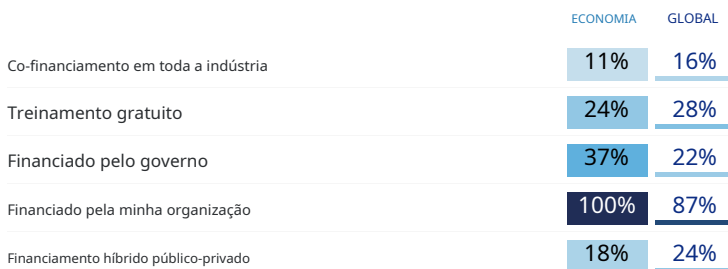 ECONOMIA GLOBAL
Co-financiamento em toda a indústria 11% 16%
Treinamento gratuito 24% 28%
Financiado pelo governo 37% 22%
Financiado pela minha organização 100% 87%
Financiamento híbrido público-privado 18% 24%